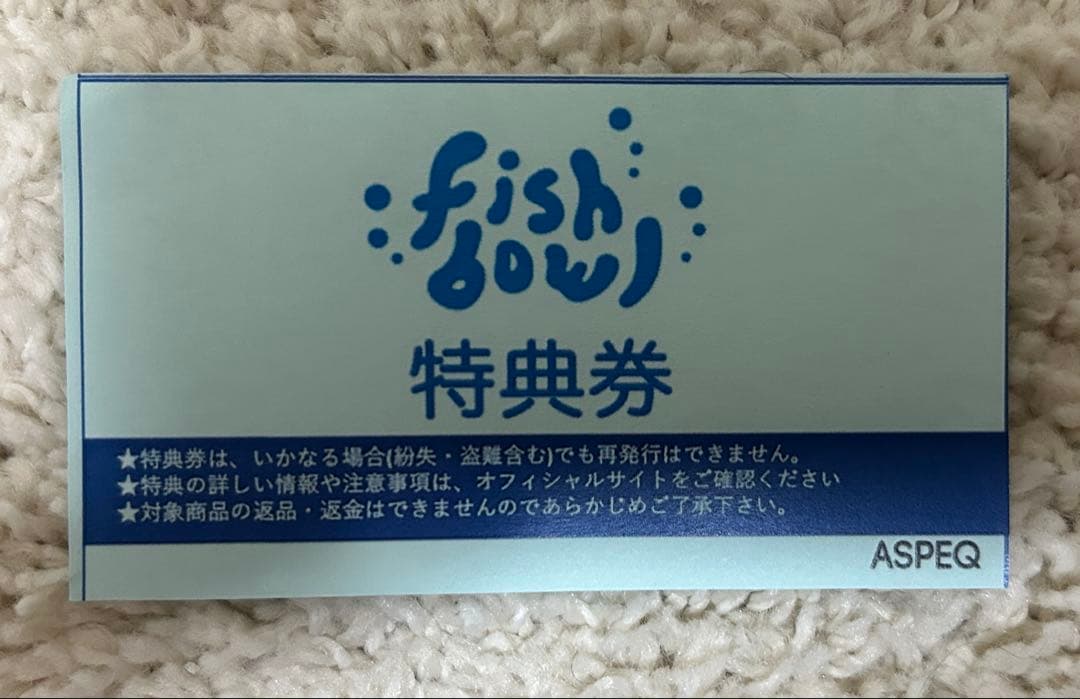 fish
bowl
特典券
★特典券は、いかなる場合(紛失・盗難含む)でも再発行はできません。
★特典の詳しい情報や注意事項は、オフィシャルサイトをご確認ください
★対象商品の返品・返金はできませんのであらかじめご了承下さい。
ASPEQ